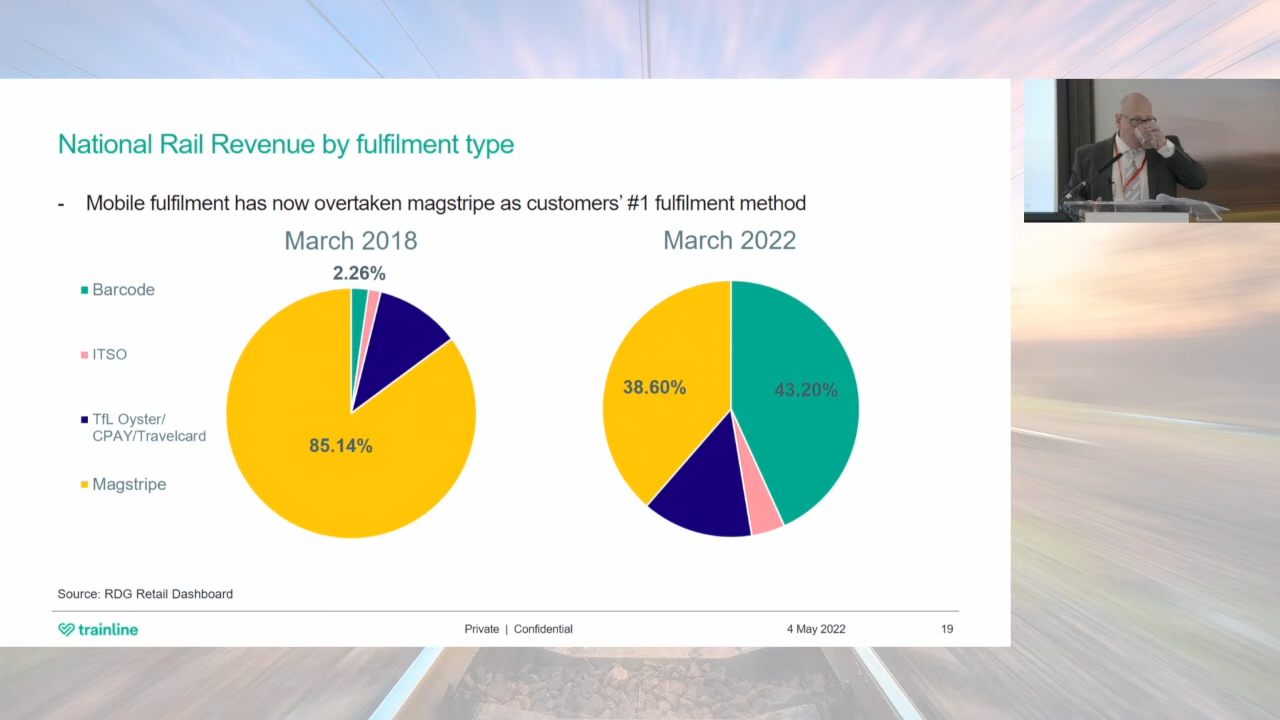 National Rail Revenue by fulfilment type
- Mobile fulfilment has now overtaken magstripe as customers’ #1 fulfilment method
March 2018
March 2022
2.26%
Barcode
ITSO
TfL Oyster/
CPAY/Travelcard
Magstripe
85.14%
38.60%
43.20%
Source: RDG Retail Dashboard
trainline
Private | Confidential
4 May 2022
19